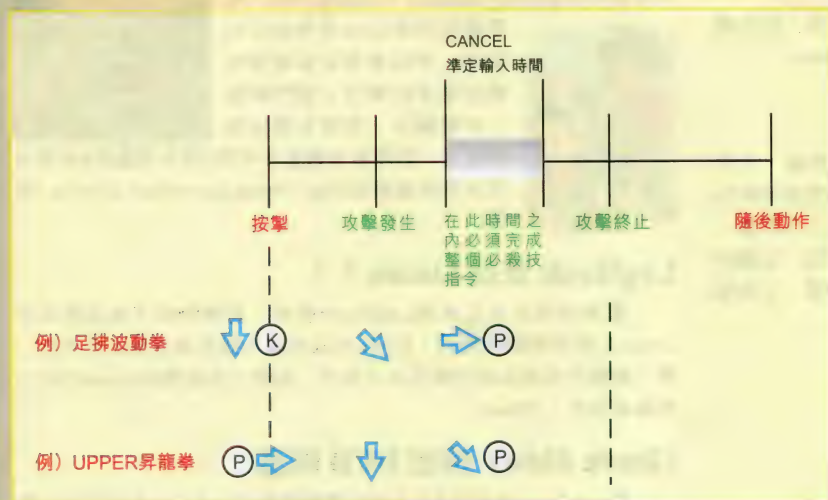 CANCEL
準定輸入時間
按掣
攻擊發生
在此時間之
內必須完成
整個必殺技
指令
攻擊終止
隨後動作
例）足拂波動拳
K
P
例）UPPER昇龍拳
P
P